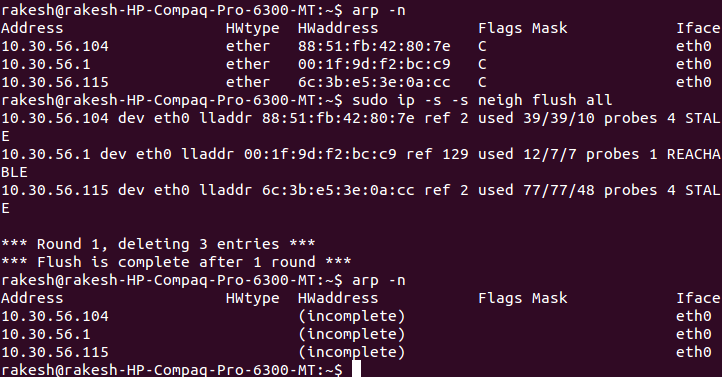 rakesh@rakesh-HP-Compaq-Pro-6300-MT:~$ arp -n
Address                  HWtype  HWaddress           Flags Mask            Iface
10.30.56.104             ether   88:51:fb:42:80:7e   C                     eth0
10.30.56.1               ether   00:1f:9d:f2:bc:c9   C                     eth0
10.30.56.115             ether   6c:3b:e5:3e:0a:cc   C                     eth0
rakesh@rakesh-HP-Compaq-Pro-6300-MT:~$ sudo ip -s -s neigh flush all
10.30.56.104 dev eth0 lladdr 88:51:fb:42:80:7e ref 2 used 39/39/10 probes 4 STAL
E
10.30.56.1 dev eth0 lladdr 00:1f:9d:f2:bc:c9 ref 129 used 12/7/7 probes 1 REACHA
BLE
10.30.56.115 dev eth0 lladdr 6c:3b:e5:3e:0a:cc ref 2 used 77/77/48 probes 4 STAL
E
*** Round 1, deleting 3 entries ***
*** Flush is complete after 1 round ***
rakesh@rakesh-HP-Compaq-Pro-6300-MT:~$ arp -n
Address                  HWtype  HWaddress           Flags Mask            Iface
10.30.56.104                     (incomplete)                              eth0
10.30.56.1                       (incomplete)                              eth0
10.30.56.115                     (incomplete)                              eth0
rakesh@rakesh-HP-Compaq-Pro-6300-MT:~$